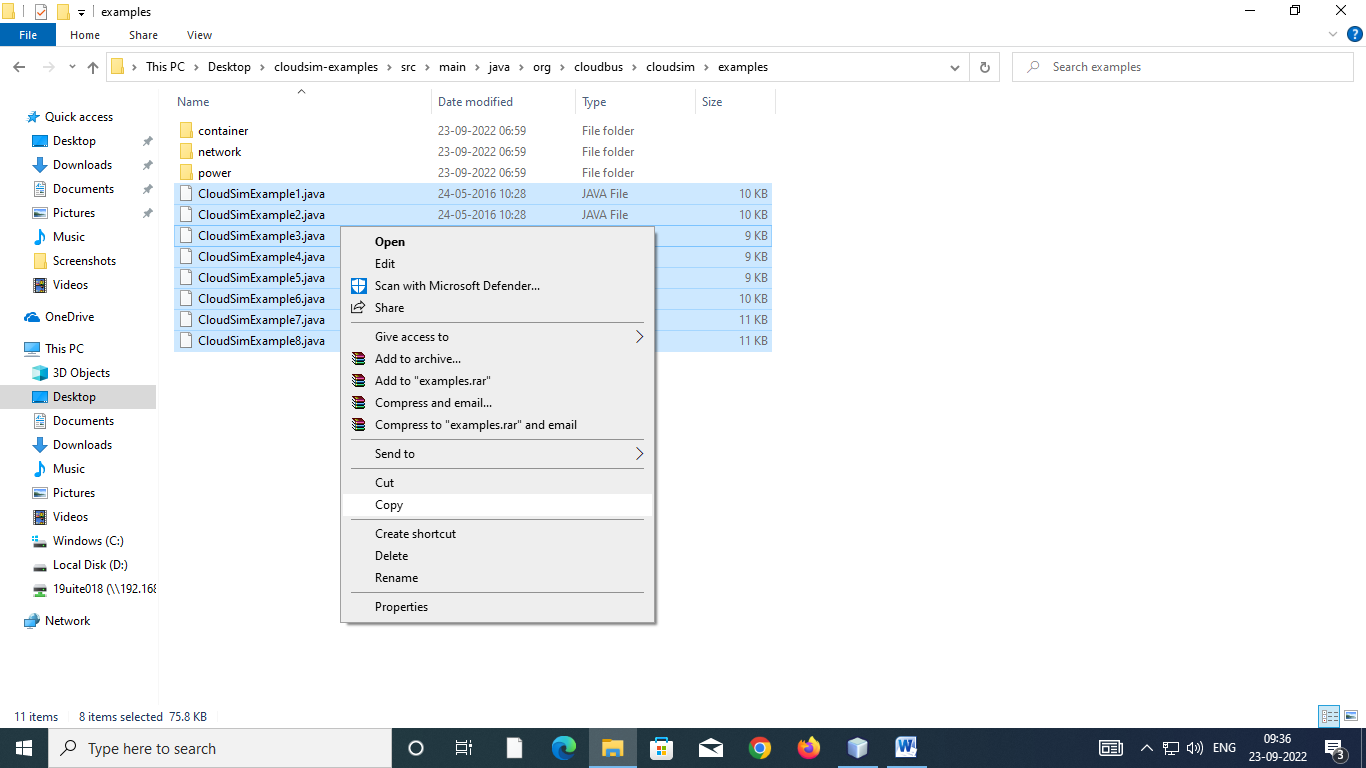 examples
File Home Share View
This PC Desktop cloudsim-examples src main java org cloudbus cloudsim examples
Search examples
Name Date modified Type Size
Quick access
Desktop
Downloads
Documents
Pictures
Music
Screenshots
Videos
OneDrive
This PC
3D Objects
Desktop
Documents
Downloads
Music
Pictures
Videos
Windows (C:)
Local Disk (D:)
19uite018 (\\192.168
Network
container 23-09-2022 06:59 File folder
network 23-09-2022 06:59 File folder
power 23-09-2022 06:59 File folder
CloudSimExample1.java 24-05-2016 10:28 JAVA File 10 KB
CloudSimExample2.java 24-05-2016 10:28 JAVA File 10 KB
CloudSimExample3.java 9 KB
CloudSimExample4.java 9 KB
CloudSimExample5.java 9 KB
CloudSimExample6.java 10 KB
CloudSimExample7.java 11 KB
CloudSimExample8.java 11 KB
Open
Edit
Scan with Microsoft Defender...
Share
Give access to
Add to archive...
Add to "examples.rar"
Compress and email...
Compress to "examples.rar" and email
Send to
Cut
Copy
Create shortcut
Delete
Rename
Properties
11 items 8 items selected 75.8 KB
Type here to search
ENG
09:36
23-09-2022
3